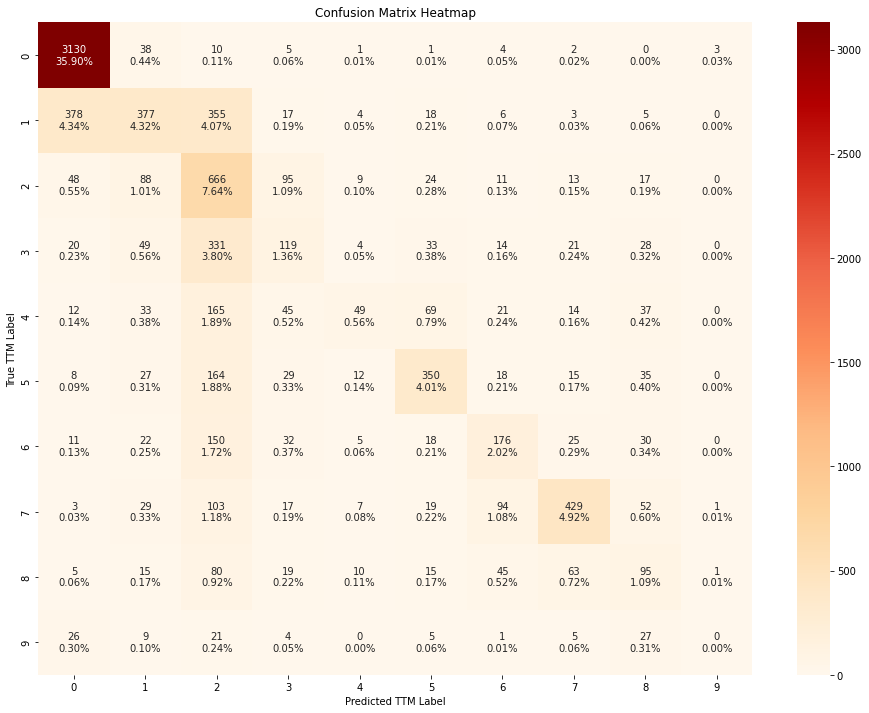 Confusion Matrix Heatmap
3130 38 10 5 1 1 4 2 0 3
35.90% 0.44% 0.11% 0.06% 0.01% 0.01% 0.05% 0.02% 0.00% 0.03%
0
378 377 355 17 4 18 6 3 5 0
4.34% 4.32% 4.07% 0.19% 0.05% 0.21% 0.07% 0.03% 0.06% 0.00%
1
48 88 666 95 9 24 11 13 17 0
0.55% 1.01% 7.64% 1.09% 0.10% 0.28% 0.13% 0.15% 0.19% 0.00%
2
20 49 331 119 4 33 14 21 28 0
0.23% 0.56% 3.80% 1.36% 0.05% 0.38% 0.16% 0.24% 0.32% 0.00%
3
12 33 165 45 49 69 21 14 37 0
0.14% 0.38% 1.89% 0.52% 0.56% 0.79% 0.24% 0.16% 0.42% 0.00%
4
8 27 164 29 12 350 18 15 35 0
0.09% 0.31% 1.88% 0.33% 0.14% 4.01% 0.21% 0.17% 0.40% 0.00%
5
11 22 150 32 5 18 176 25 30 0
0.13% 0.25% 1.72% 0.37% 0.06% 0.21% 2.02% 0.29% 0.34% 0.00%
6
3 29 103 17 7 19 94 429 52 1
0.03% 0.33% 1.18% 0.19% 0.08% 0.22% 1.08% 4.92% 0.60% 0.01%
7
5 15 80 19 10 15 45 63 95 1
0.06% 0.17% 0.92% 0.22% 0.11% 0.17% 0.52% 0.72% 1.09% 0.01%
8
26 9 21 4 0 5 1 5 27 0
0.30% 0.10% 0.24% 0.05% 0.00% 0.06% 0.01% 0.06% 0.31% 0.00%
9
True TTM Label
0 1 2 3 4 5 6 7 8 9
Predicted TTM Label
3000
2500
2000
1500
1000
500
0